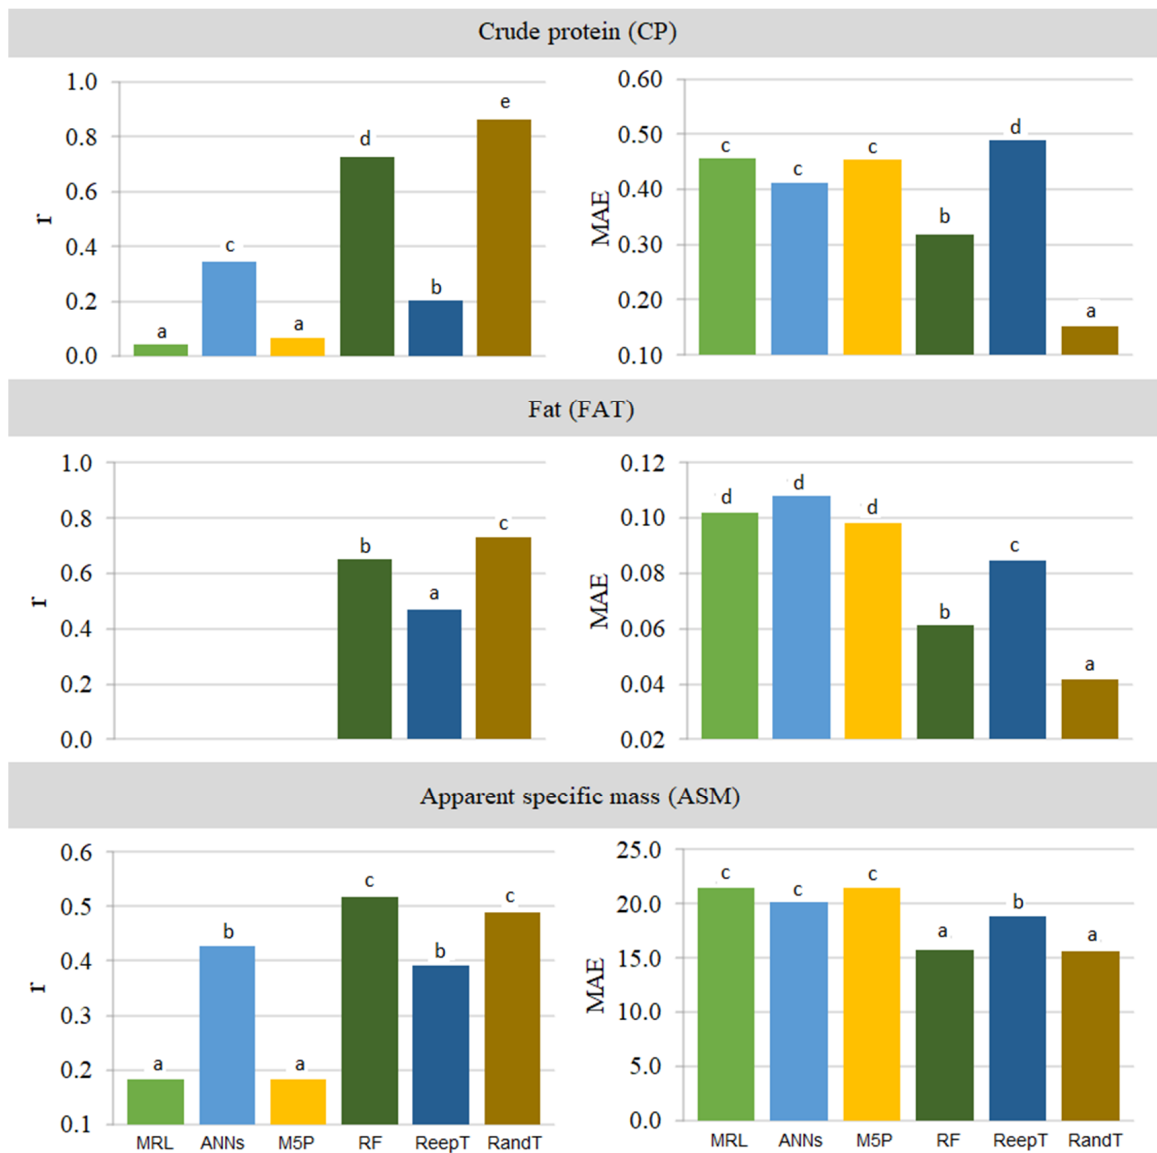 Crude protein (CP)
1.0
0.8
0.6
0.4
0.2
0.0
r
a
c
a
d
b
e
0.60
0.50
0.40
0.30
0.20
0.10
MAE
c
c
c
b
d
a
Fat (FAT)
1.0
0.8
0.6
0.4
0.2
0.0
r
b
a
c
0.12
0.10
0.08
0.06
0.04
0.02
MAE
d
d
d
b
c
a
Apparent specific mass (ASM)
0.6
0.5
0.4
0.3
0.2
0.1
r
a
b
a
c
b
c
MRL ANNs M5P RF ReepT RandT
25.0
20.0
15.0
10.0
5.0
0.0
MAE
c
c
c
a
b
a
MRL ANNs M5P RF ReepT RandT